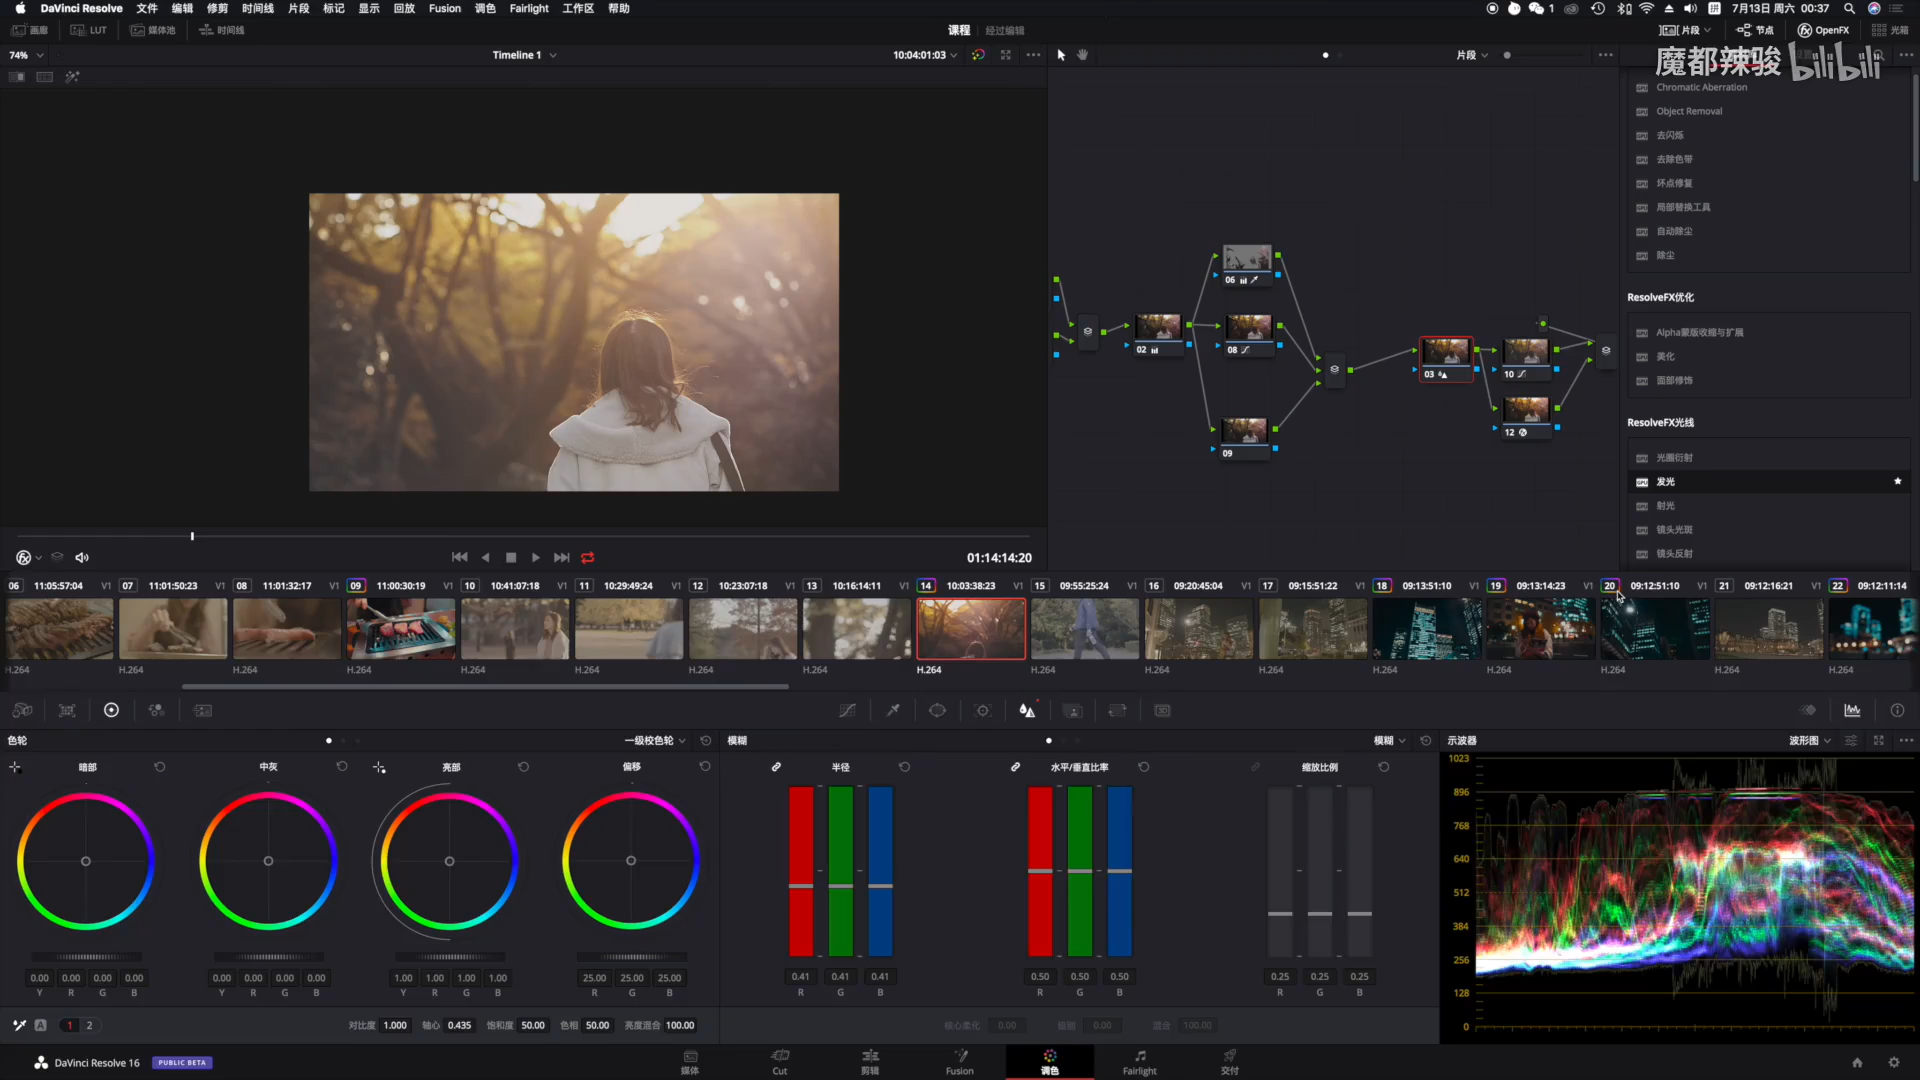 DaVinci Resolve 文件 编辑 修剪 时间线 片段 标记 显示 回放 Fusion 调色 Fairlight 工作区 帮助 1 7月13日 周六 00:37
画廊 LUT 媒体池 时间线 课程 经过编辑 片段 节点 OpenFX 光箱
74% Timeline 1 10:04:01:03 片段
魔都辣骏 bilibili
Chromatic Aberration
Object Removal
去闪烁
去除色带
坏点修复
局部替换工具
自动除尘
除尘
ResolveFX优化
Alpha蒙版收缩与扩展
美化
面部修饰
ResolveFX光线
光圈衍射
发光
射光
镜头光斑
镜头反射
06
02
08
09
03
10
12
01:14:14:20
06 11:05:57:04 V1 07 11:01:50:23 V1 08 11:01:32:17 V1 09 11:00:30:19 V1 10 10:41:07:18 V1 11 10:29:49:24 V1 12 10:23:07:18 V1 13 10:16:14:11 V1 14 10:03:38:23 V1 15 09:55:25:24 V1 16 09:20:45:04 V1 17 09:15:51:22 V1 18 09:13:51:10 V1 19 09:13:14:23 V1 20 09:12:51:10 V1 21 09:12:16:21 V1 22 09:12:11:14
H.264 H.264 H.264 H.264 H.264 H.264 H.264 H.264 H.264 H.264 H.264 H.264 H.264 H.264 H.264 H.264 H.264
色轮 一级校色轮 模糊 模糊 示波器 波形图
暗部 中灰 亮部 偏移 半径 水平/垂直比率 缩放比例
1023
896
768
640
512
384
256
128
0
0.00 0.00 0.00 0.00 0.00 0.00 0.00 0.00 1.00 1.00 1.00 1.00 25.00 25.00 25.00 0.41 0.41 0.41 0.50 0.50 0.50 0.25 0.25 0.25
Y R G B Y R G B Y R G B R G B R G B R G B R G B
A 1 2 对比度 1.000 轴心 0.435 饱和度 50.00 色相 50.00 亮度混合 100.00 核心柔化 0.00 级别 0.00 混合 100.00
DaVinci Resolve 16 PUBLIC BETA 媒体 Cut 剪辑 Fusion 调色 Fairlight 交付